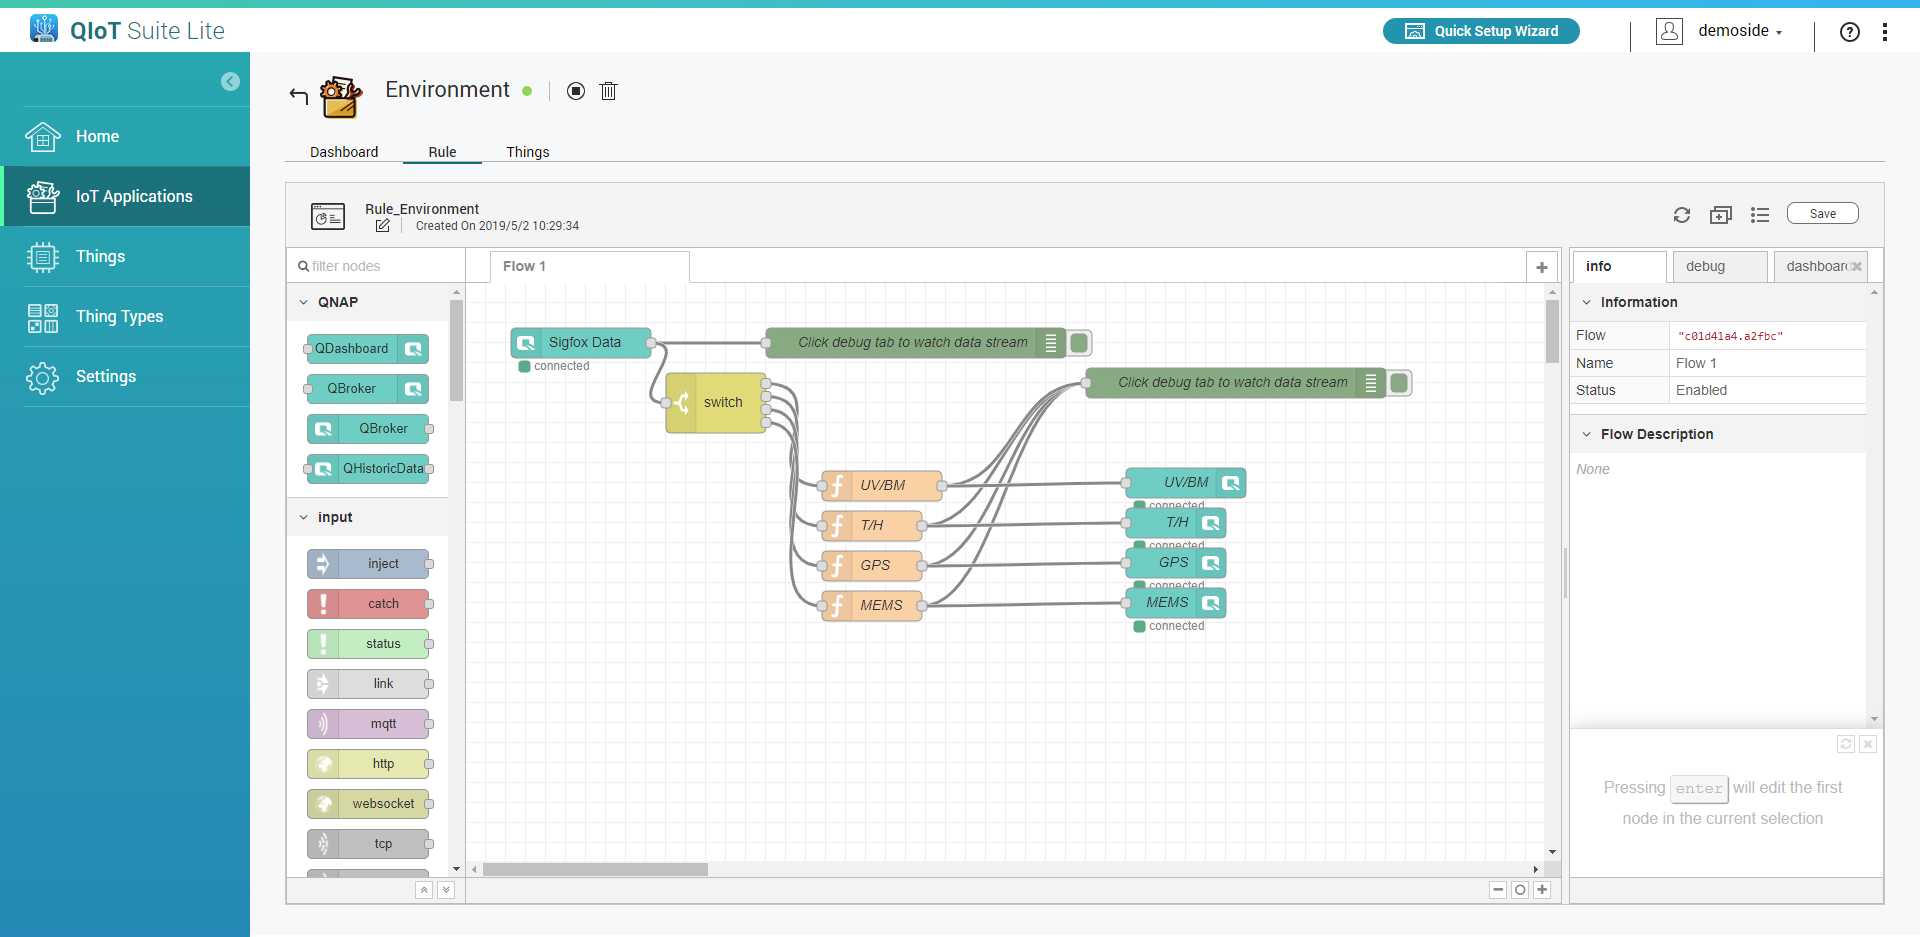 QIoT Suite Lite
Quick Setup Wizard
demoside
Home
IoT Applications
Things
Thing Types
Settings
Environment
Dashboard
Rule
Things
Rule_Environment
Created On 2019/5/2 10:29:34
Save
filter nodes
QNAP
QDashboard
QBroker
QBroker
QHistoricData
input
inject
catch
status
link
mqtt
http
websocket
tcp
Flow 1
Sigfox Data
connected
Click debug tab to watch data stream
switch
Click debug tab to watch data stream
UV/BM
T/H
GPS
MEMS
UV/BM
connected
T/H
connected
GPS
connected
MEMS
connected
info
debug
dashboard
Information
Flow "c01d41a4.a2fbc"
Name Flow 1
Status Enabled
Flow Description
None
Pressing enter will edit the first
node in the current selection